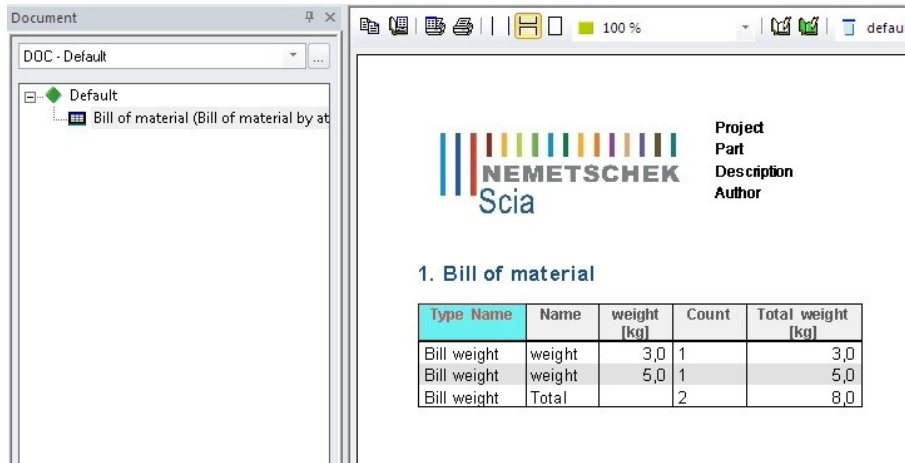 Document
DOC - Default
...
Default
Bill of material (Bill of material by at
100 %
defau
NEMETSCHEK
Scia
Project
Part
Description
Author
1. Bill of material
Type Name Name weight [kg] Count Total weight [kg]
Bill weight weight 3,0 1 3,0
Bill weight weight 5,0 1 5,0
Bill weight Total 2 8,0